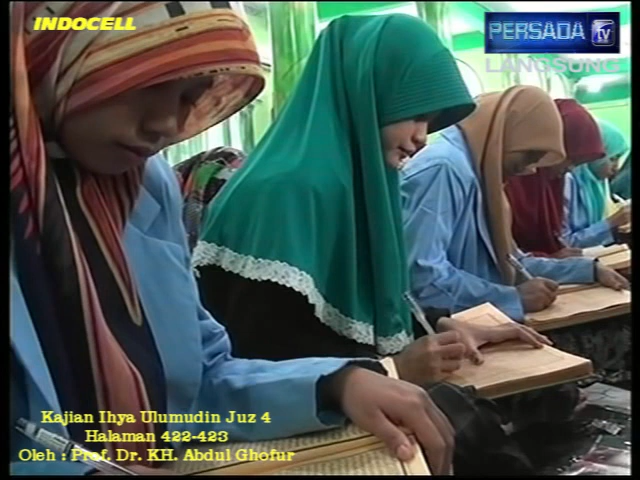 INDOCELL
PERSADA tv
LANGSUNG
Kajian Ihya Ulumudin Juz 4
Halaman 422-423
Oleh : Prof. Dr. KH. Abdul Ghofur